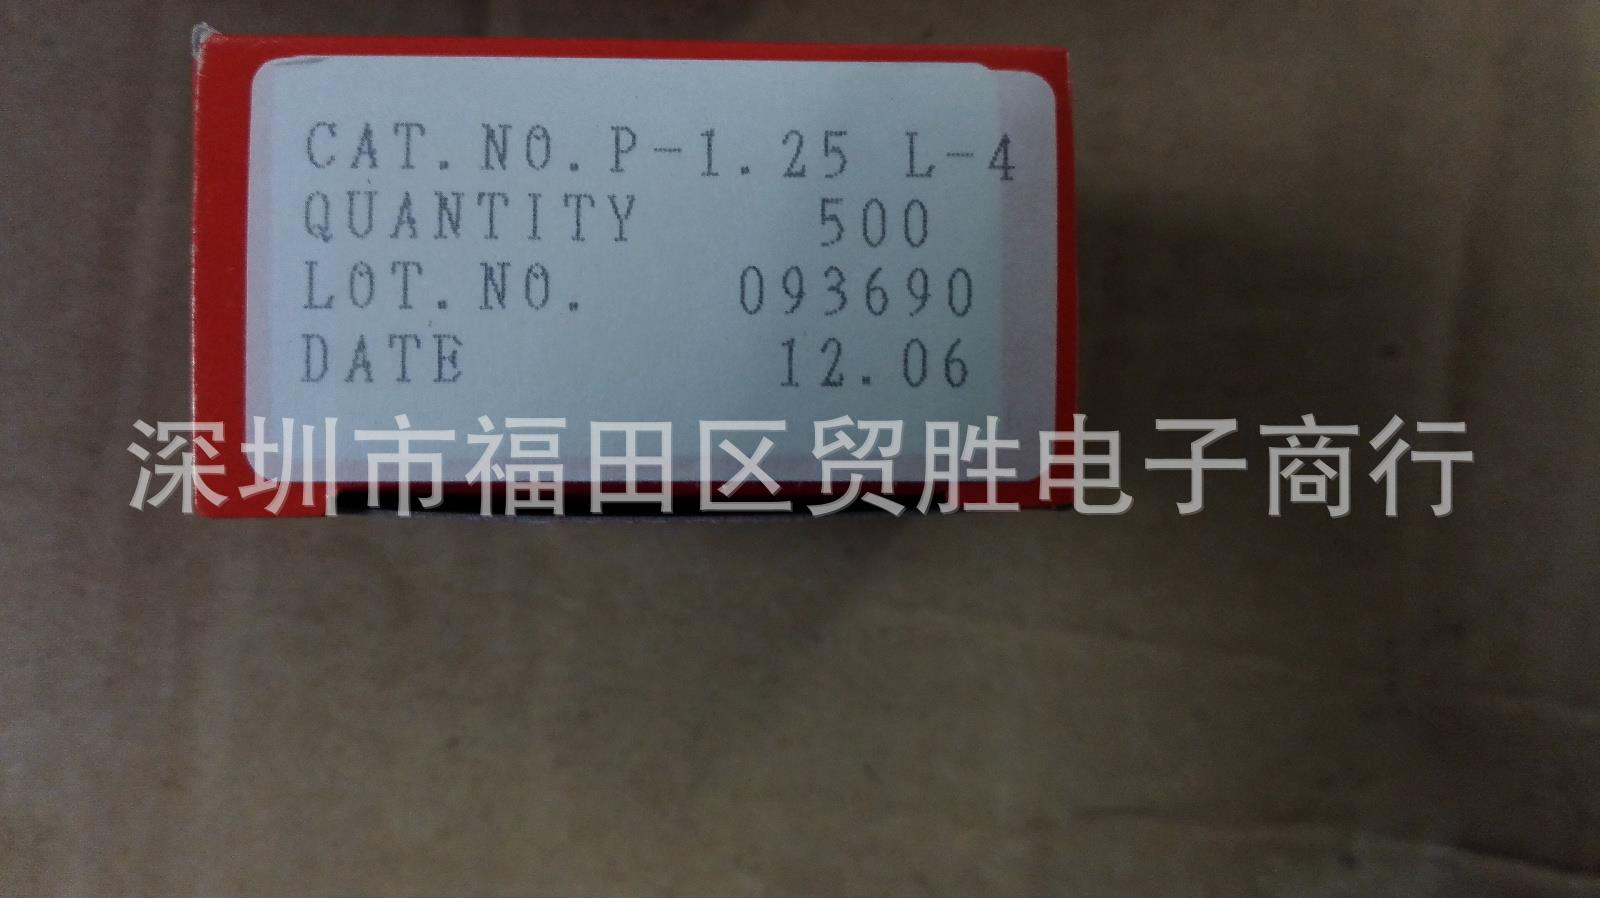 CAT.NO.P-1.25 L-4
QUANTITY 500
LOT.NO. 093690
DATE 12.06
深圳市福田区贸胜电子商行